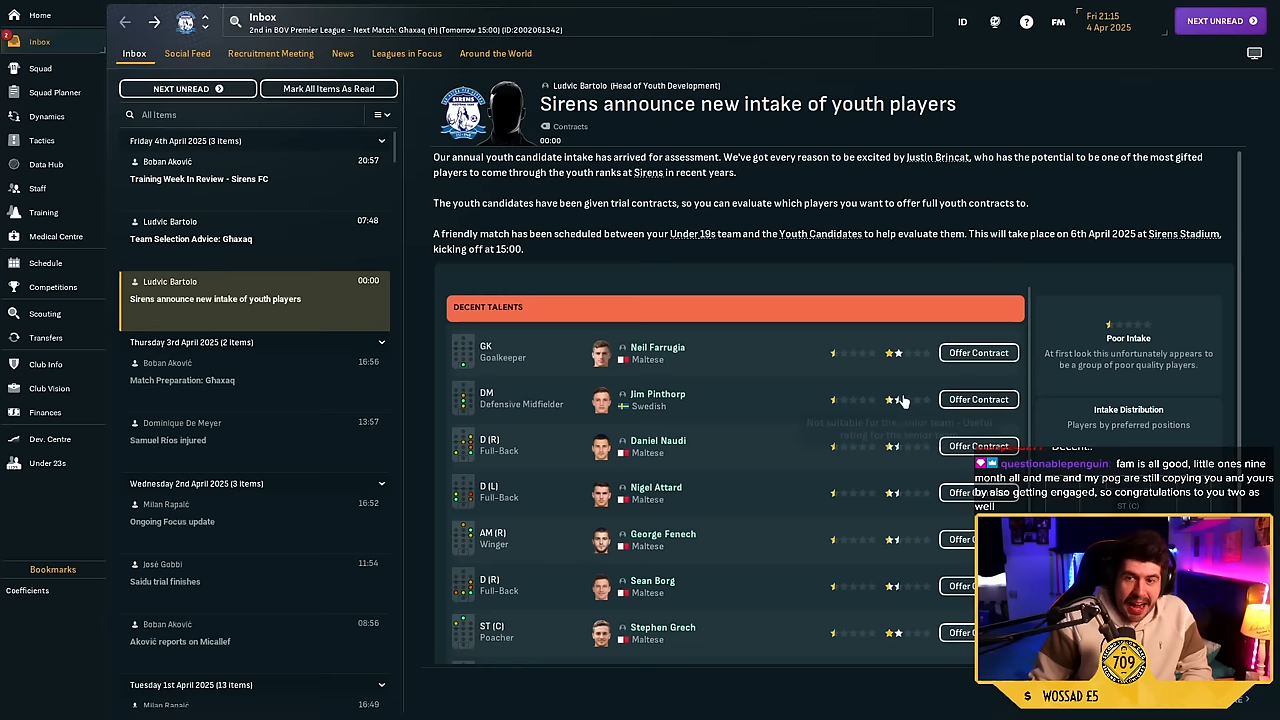 Home
2
Inbox
Squad
Squad Planner
Dynamics
Tactics
Data Hub
Staff
Training
Medical Centre
Schedule
Competitions
Scouting
Transfers
Club Info
Club Vision
Finances
Dev. Centre
Under 23s
Bookmarks
Coefficients
Inbox
2nd in BOV Premier League - Next Match: Għaxaq (H) (Tomorrow 15:00) (ID:2002061342)
ID
?
FM
Fri 21:15
4 Apr 2025
NEXT UNREAD
Inbox
Social Feed
Recruitment Meeting
News
Leagues in Focus
Around the World
NEXT UNREAD
Mark All Items As Read
All Items
Friday 4th April 2025 (3 items)
Boban Aković
20:57
Training Week In Review - Sirens FC
Ludvic Bartolo
07:48
Team Selection Advice: Għaxaq
Ludvic Bartolo
00:00
Sirens announce new intake of youth players
Thursday 3rd April 2025 (2 items)
Boban Aković
16:56
Match Preparation: Għaxaq
Dominique De Meyer
13:57
Samuel Ríos injured
Wednesday 2nd April 2025 (3 items)
Milan Rapaić
16:52
Ongoing Focus update
José Gobbi
11:54
Saidu trial finishes
Boban Aković
08:56
Aković reports on Micallef
Tuesday 1st April 2025 (13 items)
Milan Rapaić
16:49
SIRENS
Ludvic Bartolo (Head of Youth Development)
Sirens announce new intake of youth players
Contracts
00:00
Our annual youth candidate intake has arrived for assessment. We've got every reason to be excited by Justin Brincat, who has the potential to be one of the most gifted
players to come through the youth ranks at Sirens in recent years.
The youth candidates have been given trial contracts, so you can evaluate which players you want to offer full youth contracts to.
A friendly match has been scheduled between your Under 19s team and the Youth Candidates to help evaluate them. This will take place on 6th April 2025 at Sirens Stadium,
kicking off at 15:00.
DECENT TALENTS
GK
Goalkeeper
Neil Farrugia
Maltese
Offer Contract
DM
Defensive Midfielder
Jim Pinthorp
Swedish
Offer Contract
D (R)
Full-Back
Daniel Naudi
Maltese
Offer Contract
D (L)
Full-Back
Nigel Attard
Maltese
AM (R)
Winger
George Fenech
Maltese
D (R)
Full-Back
Sean Borg
Maltese
ST (C)
Poacher
Stephen Grech
Maltese
Poor Intake
At first look this unfortunately appears to
be a group of poor quality players.
Intake Distribution
Players by preferred positions
questionablepenguin: fam is all good, little ones nine
month all and me and my pog are still copying you and yours
by also getting engaged, so congratulations to you two as
well
ST (C)
709
$ WOSSAD £5